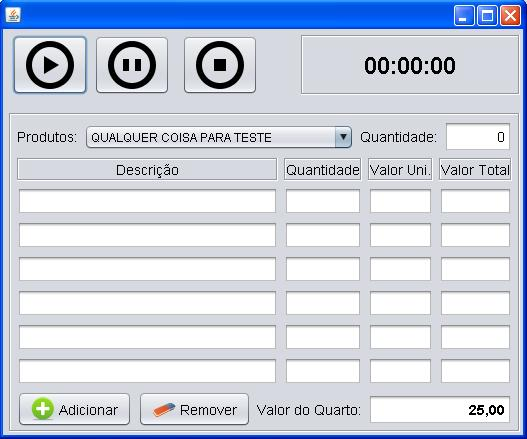 00:00:00
Produtos: QUALQUER COISA PARA TESTE Quantidade: 0
Descrição Quantidade Valor Uni. Valor Total
Adicionar Remover Valor do Quarto: 25,00